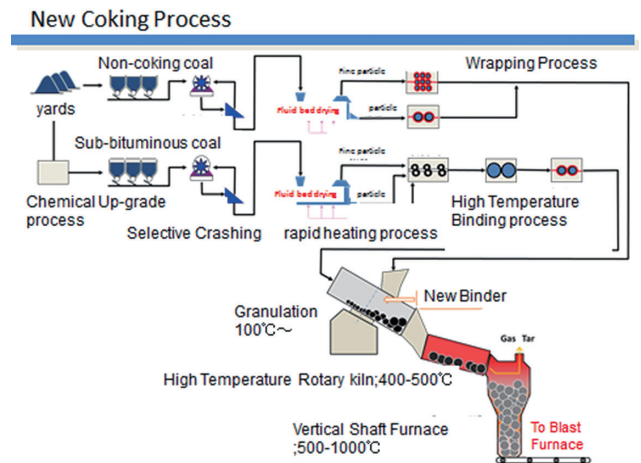 New Coking Process
Non-coking coal
Wrapping Process
Fine particle
yards
Fluid bed drying
particle
Sub-bituminous coal
Fine particle
Fluid bed drying
particle
Chemical Up-grade
process
High Temperature
Binding process
Selective Crashing
rapid heating process
New Binder
Granulation
100℃～
Gas Tar
High Temperature Rotary kiln;400-500℃
Vertical Shaft Furnace
;500-1000℃
To Blast
Furnace